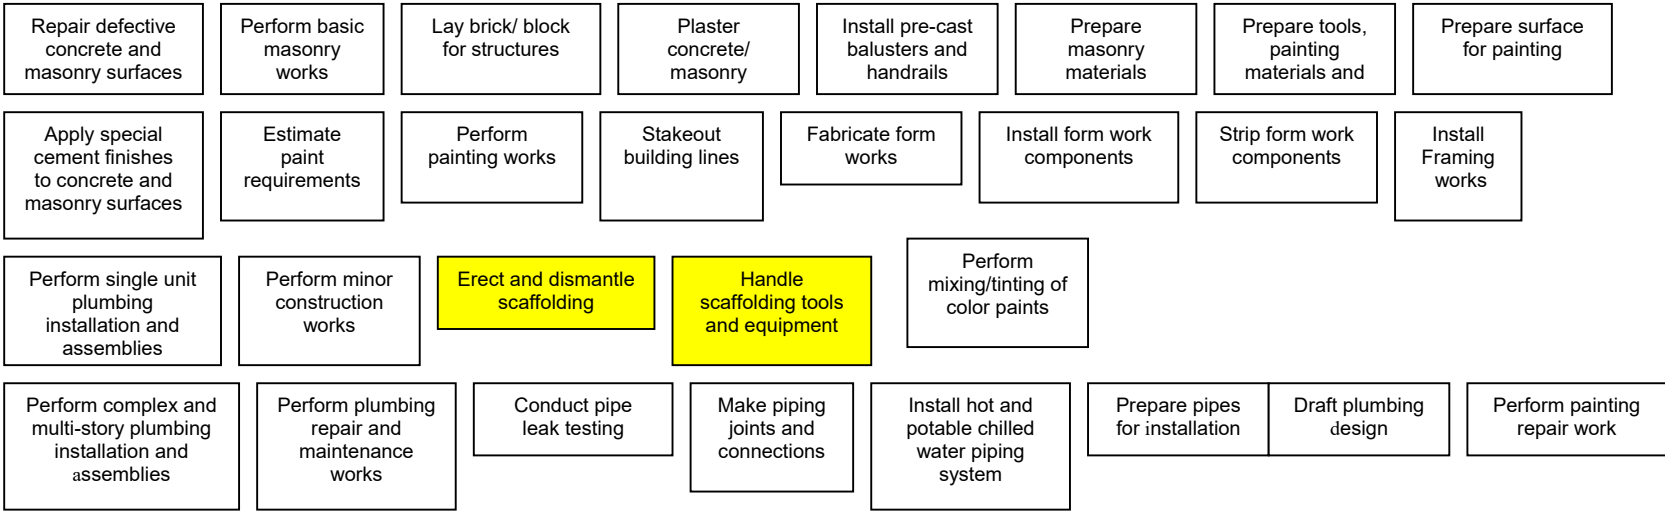 Repair defective
concrete and
masonry surfaces
Perform basic
masonry
works
Lay brick/ block
for structures
Plaster
concrete/
masonry
Install pre-cast
balusters and
handrails
Prepare
masonry
materials
Prepare tools,
painting
materials and
Prepare surface
for painting
Apply special
cement finishes
to concrete and
masonry surfaces
Estimate
paint
requirements
Perform
painting works
Stakeout
building lines
Fabricate form
works
Install form work
components
Strip form work
components
Install
Framing
works
Perform single unit
plumbing
installation and
assemblies
Perform minor
construction
works
Erect and dismantle
scaffolding
Handle
scaffolding tools
and equipment
Perform
mixing/tinting of
color paints
Perform complex and
multi-story plumbing
installation and
assemblies
Perform plumbing
repair and
maintenance
works
Conduct pipe
leak testing
Make piping
joints and
connections
Install hot and
potable chilled
water piping
system
Prepare pipes
for installation
Draft plumbing
design
Perform painting
repair work